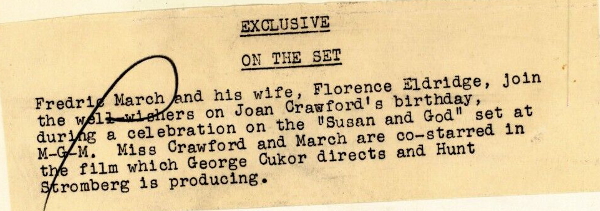 EXCLUSIVE
ON THE SET
Fredric March and his wife, Florence Eldridge, join
the well-wishers on Joan Crawford's birthday,
during a celebration on the "Susan and God" set at
M-G-M. Miss Crawford and March are co-starred in
the film which George Cukor directs and Hunt
Stromberg is producing.